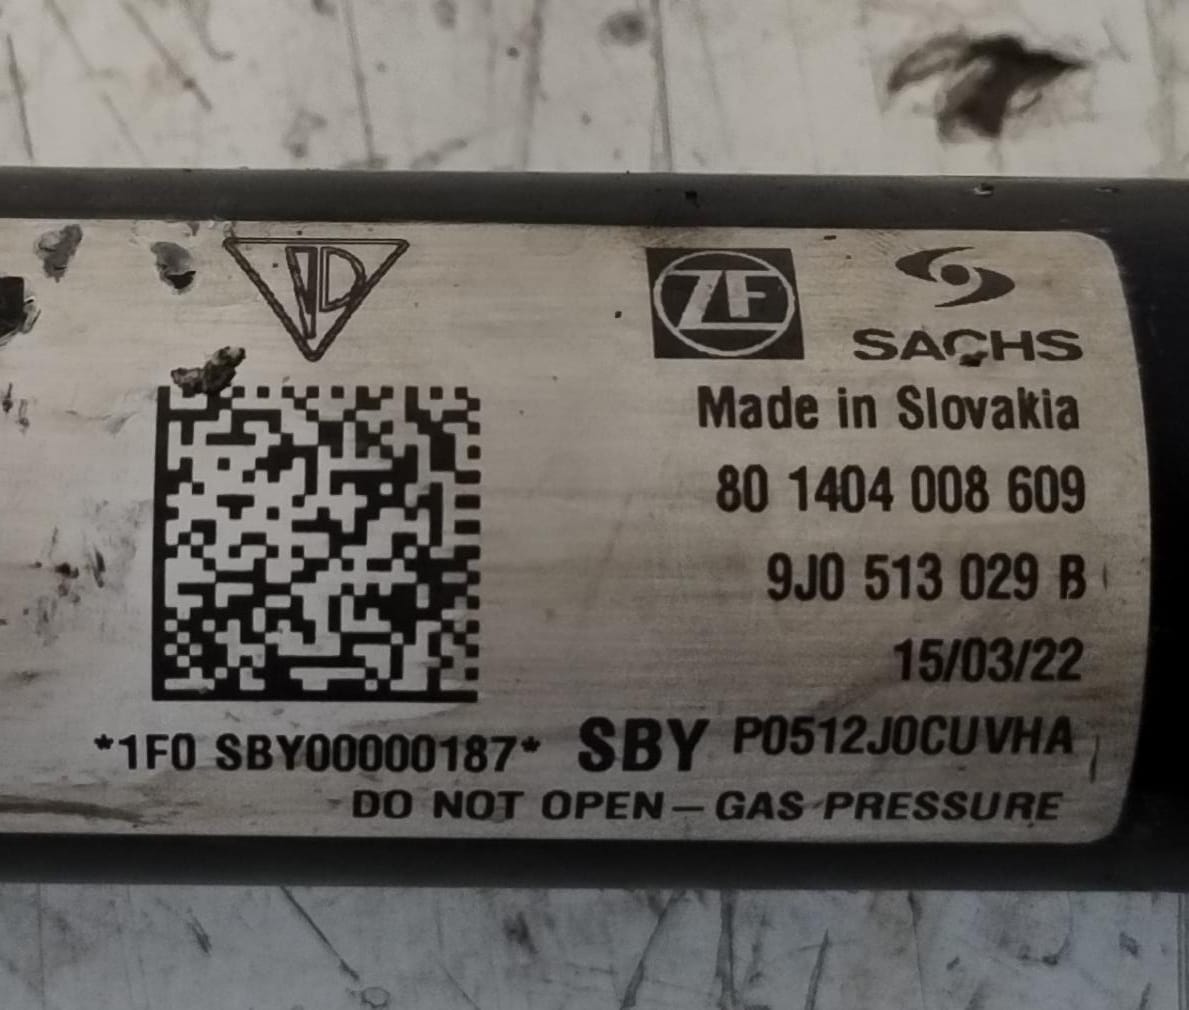 ZF SACHS
Made in Slovakia
80 1404 008 609
9J0 513 029 B
15/03/22
*1F0 SBY00000187* SBY P0512J0CUVHA
DO NOT OPEN – GAS PRESSURE